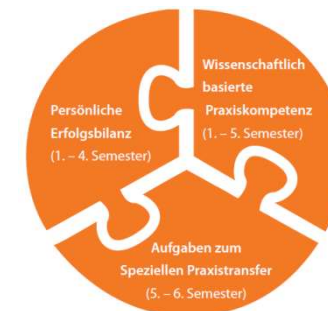 Persönliche
Erfolgsbilanz
(1. – 4. Semester)
Wissenschaftlich
basierte
Praxiskompetenz
(1. – 5. Semester)
Aufgaben zum
Speziellen Praxistransfer
(5. – 6. Semester)